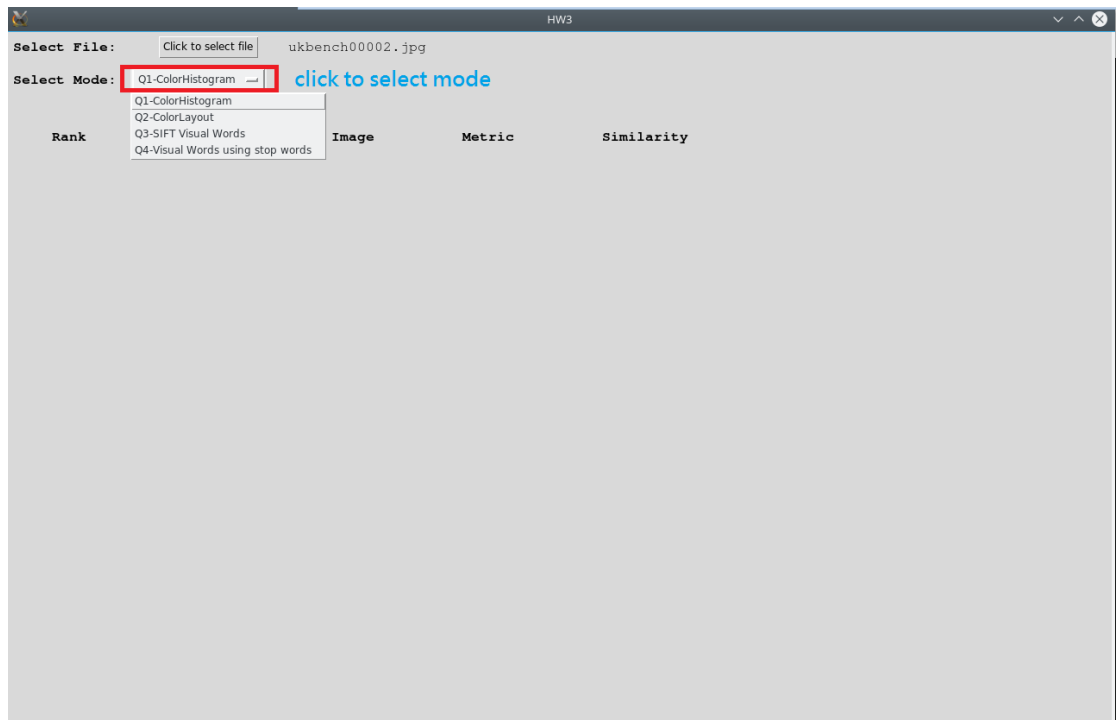 HW3
Select File: Click to select file ukbench00002.jpg
Select Mode: Q1-ColorHistogram click to select mode
Q1-ColorHistogram
Q2-ColorLayout
Q3-SIFT Visual Words
Q4-Visual Words using stop words
Rank Image Metric Similarity